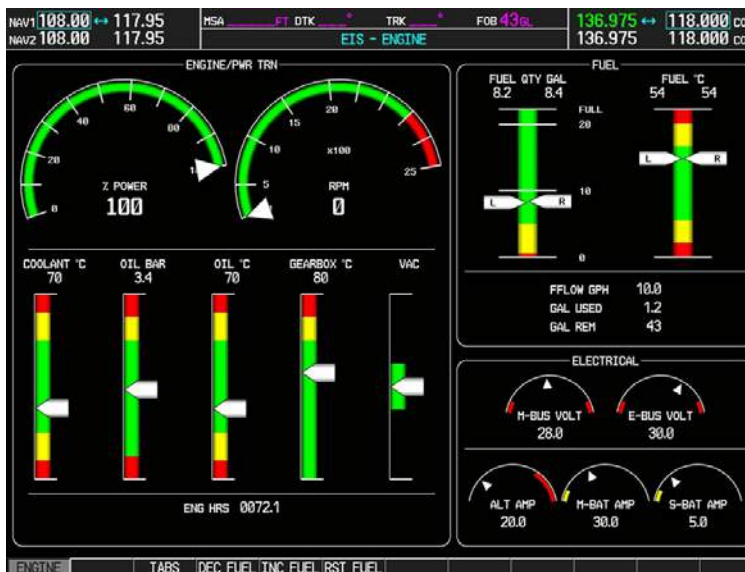 NAV1 108.00 ↔ 117.95 MSA ______FT DTK ____° TRK ____° FOB 43GL 136.975 ↔ 118.000 CO
NAV2 108.00 117.95 EIS - ENGINE 136.975 118.000 CO
ENGINE/PWR TRN
0 20 40 60 80
% POWER
100
5 10 15 20 25
x100
RPM
0
COOLANT °C OIL BAR OIL °C GEARBOX °C VAC
70 3.4 70 80
ENG HRS 0072.1
FUEL
FUEL QTY GAL FUEL °C
8.2 8.4 54 54
FULL
20
L R L R
10
0
FFLOW GPH 10.0
GAL USED 1.2
GAL REM 43
ELECTRICAL
M-BUS VOLT E-BUS VOLT
28.0 30.0
ALT AMP M-BAT AMP S-BAT AMP
20.0 30.0 5.0
ENGINE TABS DEC FUEL INC FUEL RST FUEL